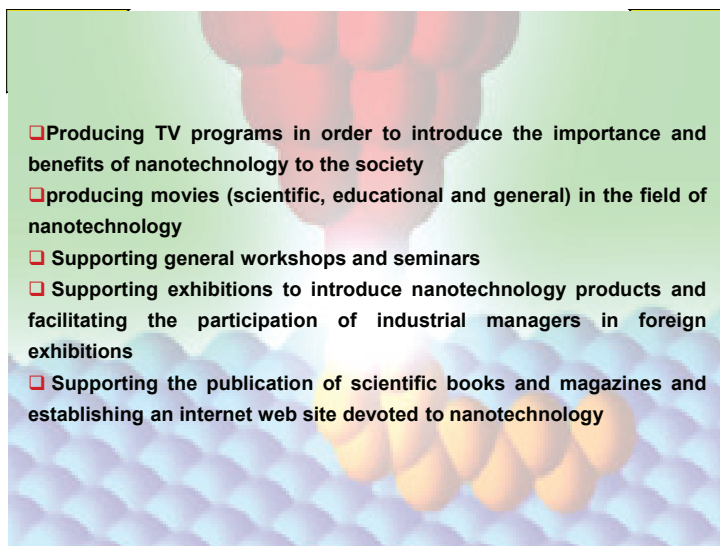 ❑Producing TV programs in order to introduce the importance and
benefits of nanotechnology to the society
❑producing movies (scientific, educational and general) in the field of
nanotechnology
❑ Supporting general workshops and seminars
❑ Supporting exhibitions to introduce nanotechnology products and
facilitating the participation of industrial managers in foreign
exhibitions
❑ Supporting the publication of scientific books and magazines and
establishing an internet web site devoted to nanotechnology